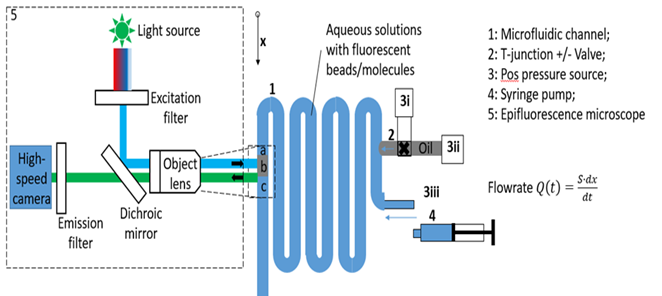 5
Light source
Excitation
filter
High-
speed
camera
Emission
filter
Dichroic
mirror
Object
lens
x
1
a
b
c
Aqueous solutions
with fluorescent
beads/molecules
3i
2
Oil
3ii
3iii
4
1: Microfluidic channel;
2: T-junction +/- Valve;
3: Pos pressure source;
4: Syringe pump;
5: Epifluorescence microscope
Flowrate Q(t) = S·dx/dt